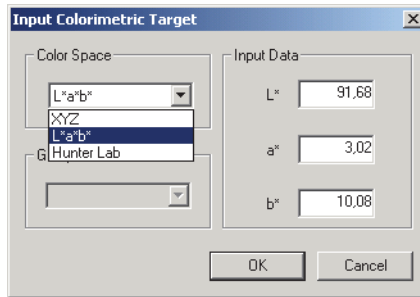 Input Colorimetric Target
Color Space
L*a*b*
XYZ
L*a*b*
Hunter Lab
Input Data
L* 91,68
a* 3,02
b* 10,08
OK Cancel